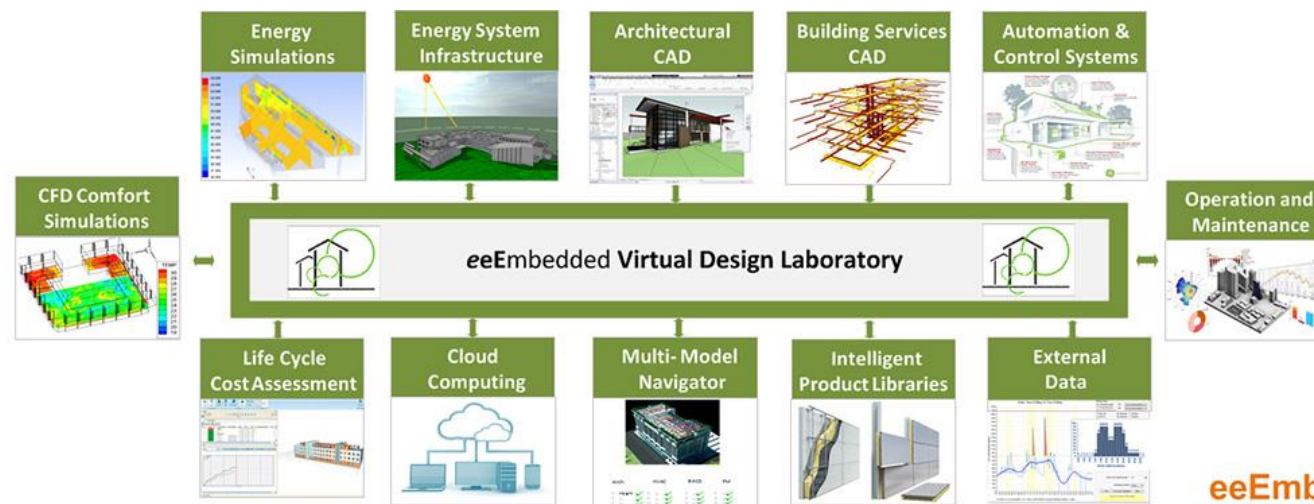 Energy
Simulations
Energy System
Infrastructure
Architectural
CAD
Building Services
CAD
Automation &
Control Systems
CFD Comfort
Simulations
Operation and
Maintenance
eeEmbedded Virtual Design Laboratory
Life Cycle
Cost Assessment
Cloud
Computing
Multi- Model
Navigator
Intelligent
Product Libraries
External
Data
eeEmb